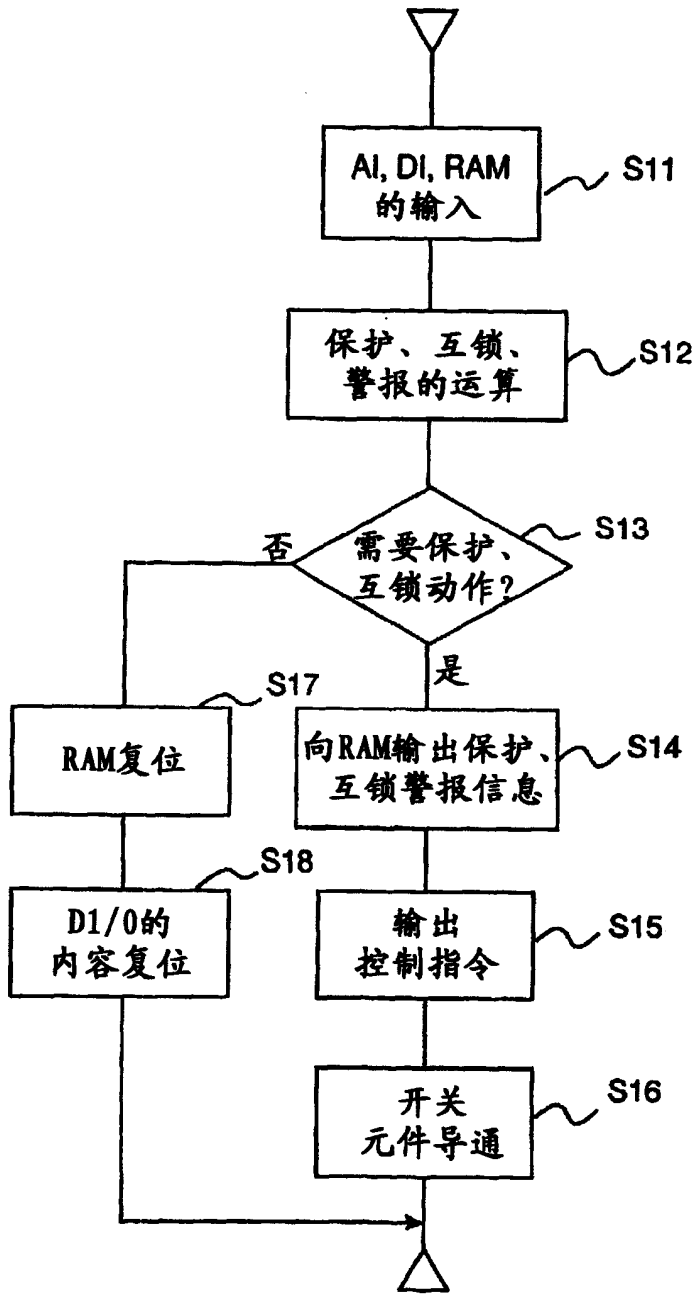 AI, DI, RAM
的输入
S11
保护、互锁、
警报的运算
S12
需要保护、
互锁动作?
S13
否
是
S17
RAM复位
向RAM输出保护、
互锁警报信息
S14
S18
D1/0的
内容复位
输出
控制指令
S15
开关
元件导通
S16